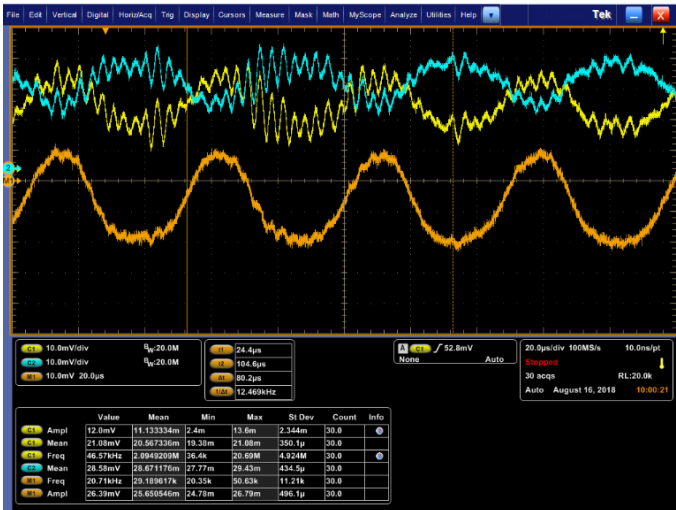 File Edit Vertical Digital Horiz/Acq Trig Display Cursors Measure Mask Math MyScope Analyze Utilities Help Tek X
2
M1
C1 10.0mV/div BW:20.0M
C2 10.0mV/div BW:20.0M
M1 10.0mV 20.0µs
t1 24.4µs
t2 104.6µs
Δt 80.2µs
1/Δt 12.469kHz
A C1 52.8mV
None Auto
20.0µs/div 100MS/s 10.0ns/pt
Stopped
30 acqs RL:20.0k
Auto August 16, 2018 10:00:21
Value Mean Min Max St Dev Count Info
C1 Ampl 12.0mV 11.133334m 2.4m 13.6m 2.344m 30.0
C1 Mean 21.08mV 20.567336m 19.38m 21.08m 350.1µ 30.0
C1 Freq 46.57kHz 2.0949209M 36.4k 20.69M 4.924M 30.0
C2 Mean 28.58mV 28.671176m 27.77m 29.43m 434.5µ 30.0
M1 Freq 20.71kHz 29.189617k 20.35k 50.63k 11.21k 30.0
M1 Ampl 26.39mV 25.650546m 24.78m 26.79m 496.1µ 30.0